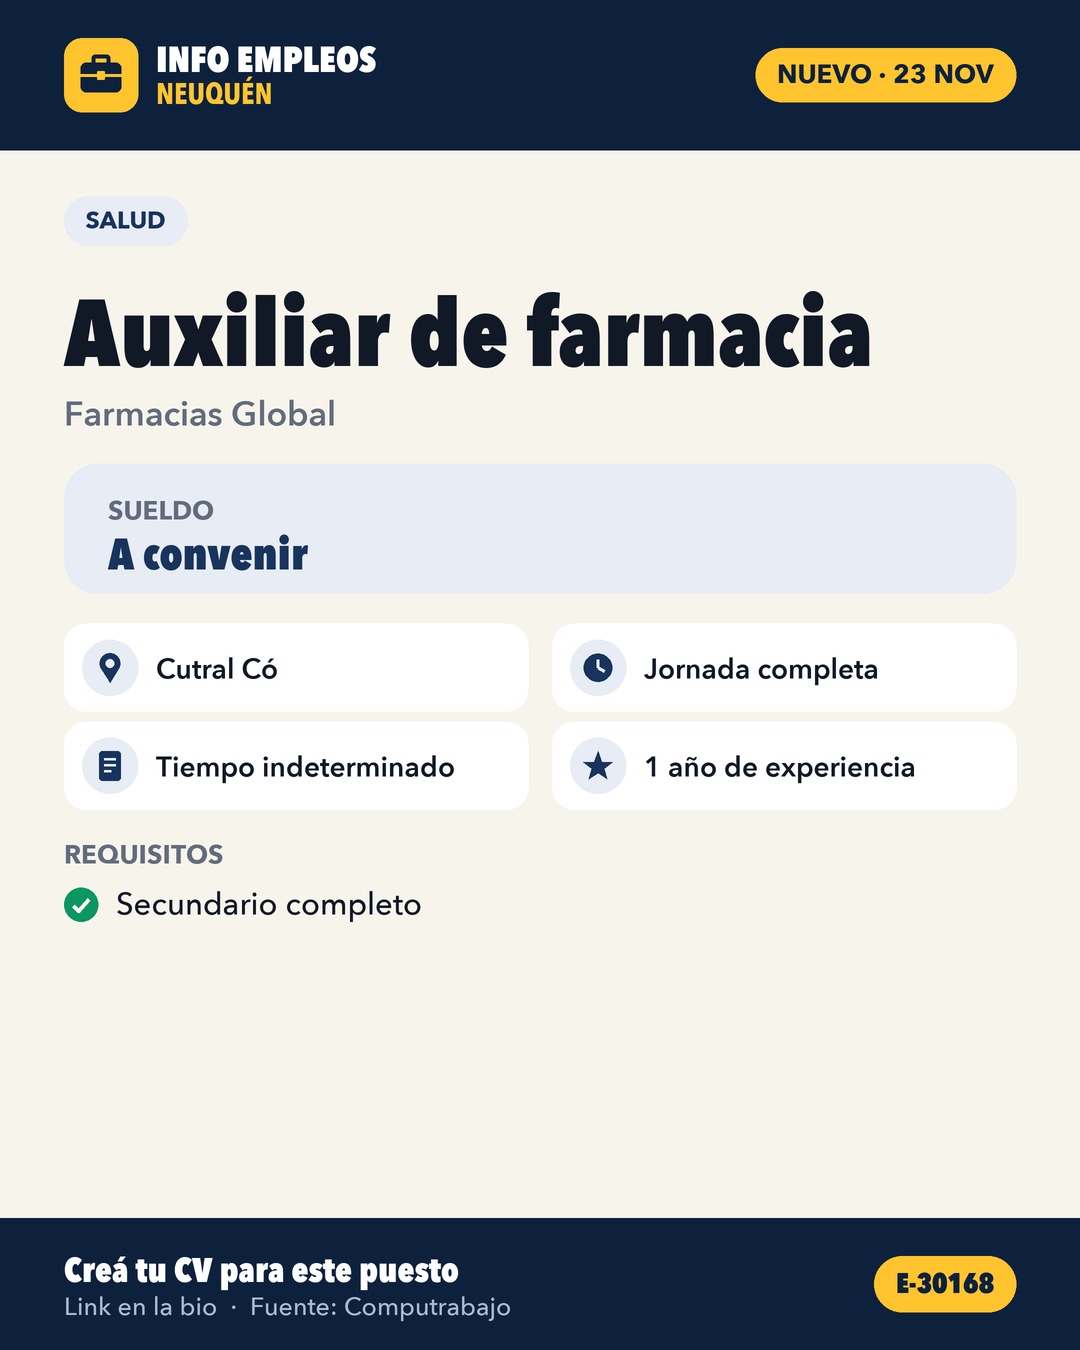 INFO EMPLEOS
NEUQUÉN
NUEVO · 23 NOV
SALUD
Auxiliar de farmacia
Farmacias Global
SUELDO
A convenir
Cutral Có
Jornada completa
Tiempo indeterminado
1 año de experiencia
REQUISITOS
Secundario completo
Creá tu CV para este puesto
Link en la bio · Fuente: Computrabajo
E-30168